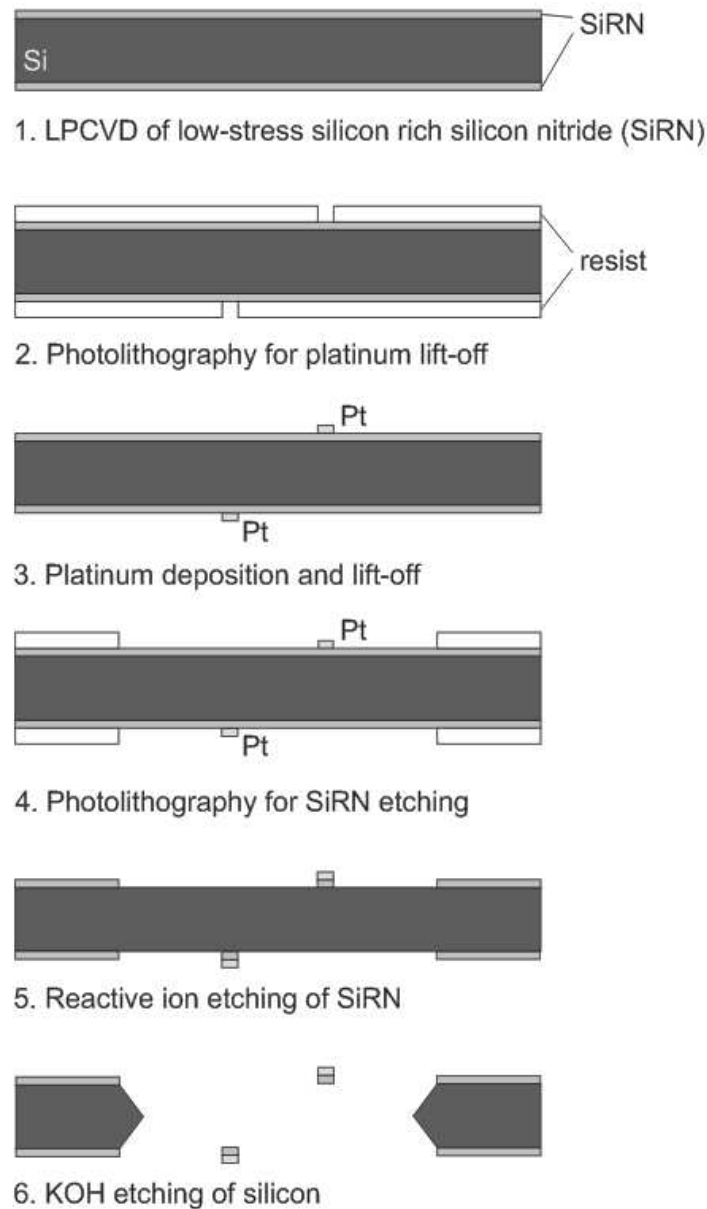 SiRN
Si
1. LPCVD of low-stress silicon rich silicon nitride (SiRN)
resist
2. Photolithography for platinum lift-off
Pt
Pt
3. Platinum deposition and lift-off
Pt
Pt
4. Photolithography for SiRN etching
5. Reactive ion etching of SiRN
6. KOH etching of silicon